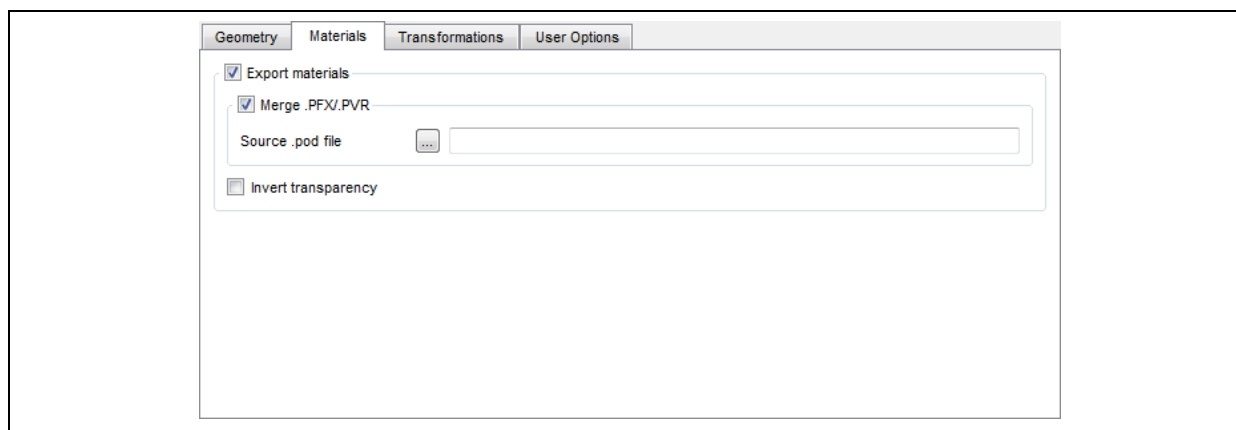 Geometry Materials Transformations User Options
Export materials
Merge .PFX/.PVR
Source .pod file ...
Invert transparency